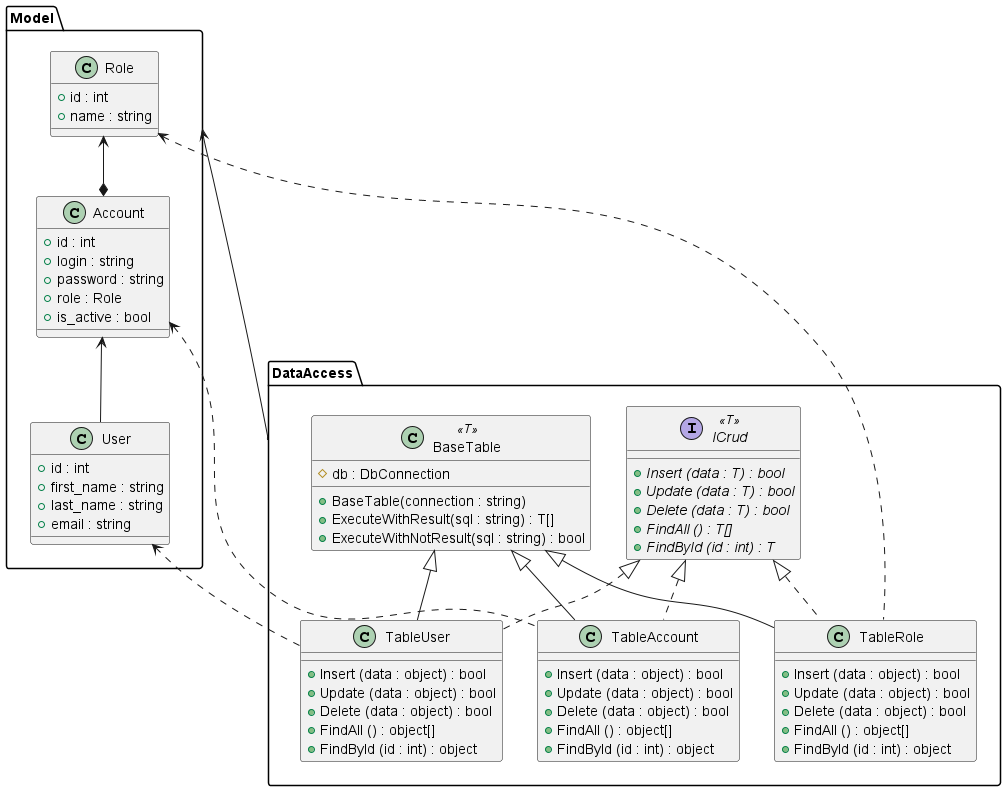 Model
C Role
id : int
name : string
C Account
id : int
login : string
password : string
role : Role
is_active : bool
C User
id : int
first_name : string
last_name : string
email : string
DataAccess
«T»
C BaseTable
db : DbConnection
BaseTable(connection : string)
ExecuteWithResult(sql : string) : T[]
ExecuteWithNotResult(sql : string) : bool
«T»
I ICrud
Insert (data : T) : bool
Update (data : T) : bool
Delete (data : T) : bool
FindAll () : T[]
FindById (id : int) : T
C TableUser
Insert (data : object) : bool
Update (data : object) : bool
Delete (data : object) : bool
FindAll () : object[]
FindById (id : int) : object
C TableAccount
Insert (data : object) : bool
Update (data : object) : bool
Delete (data : object) : bool
FindAll () : object[]
FindById (id : int) : object
C TableRole
Insert (data : object) : bool
Update (data : object) : bool
Delete (data : object) : bool
FindAll () : object[]
FindById (id : int) : object